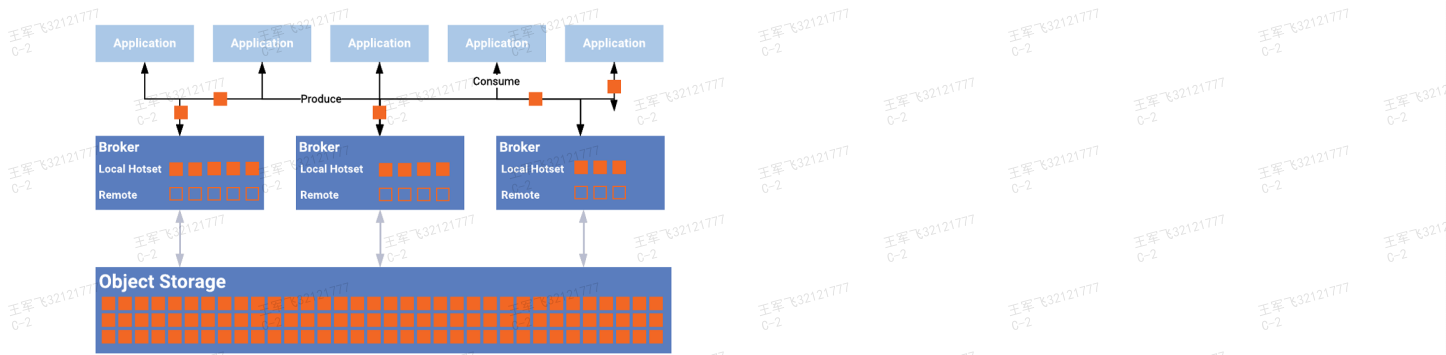 Application Application Application Application Application
Consume
Produce
Broker Broker Broker
Local Hotset Local Hotset Local Hotset
Remote Remote Remote
Object Storage
王军飞32121777
C-2